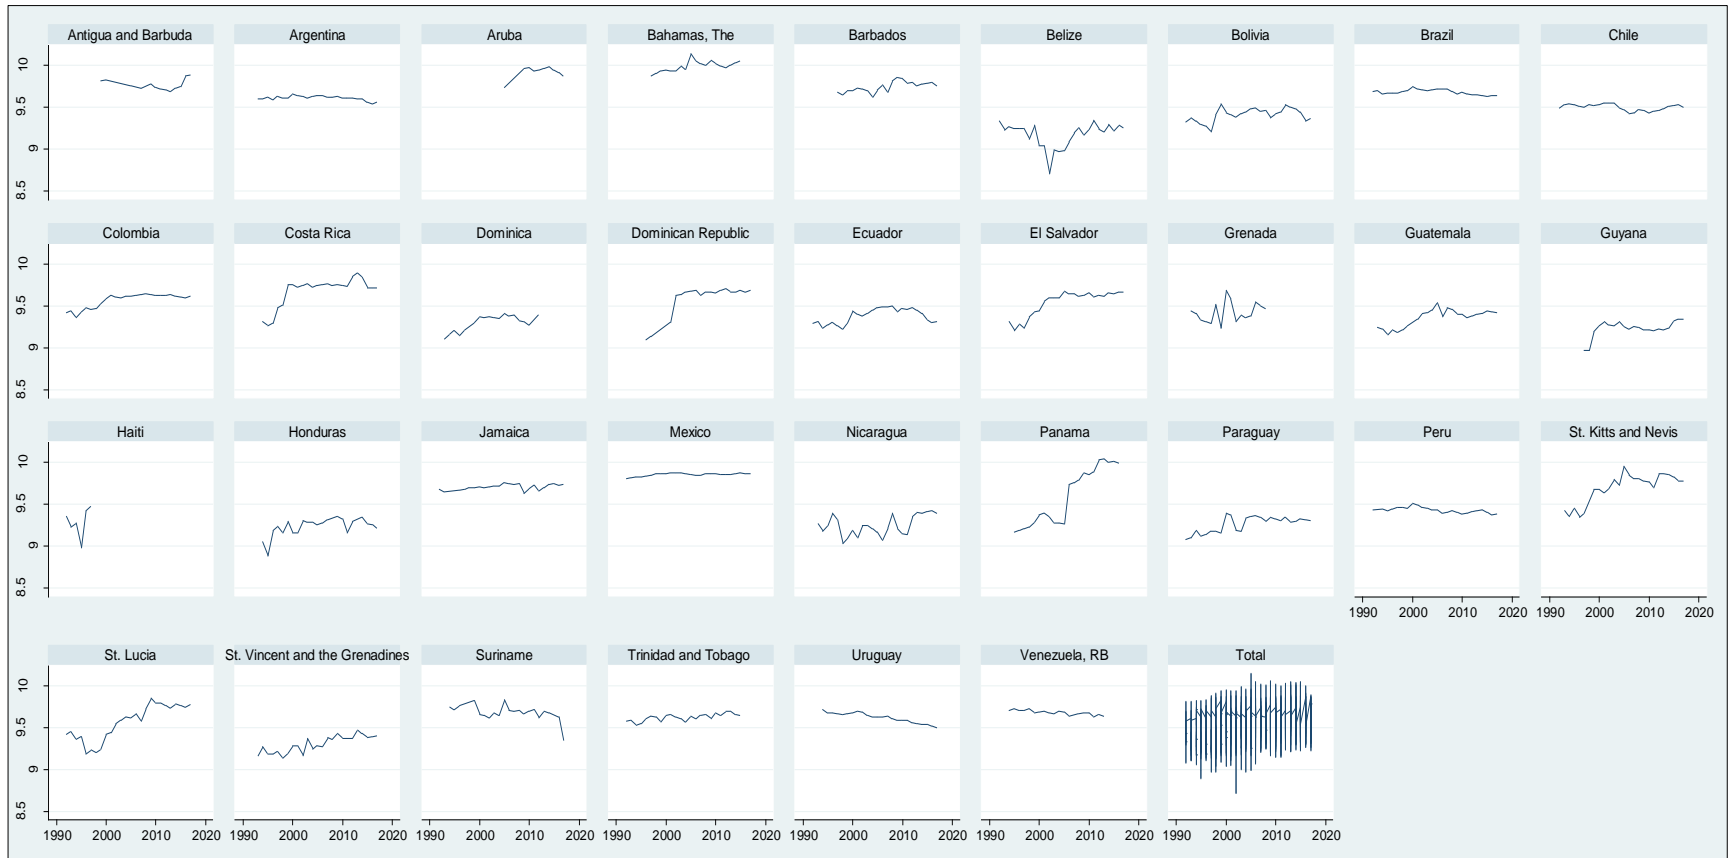 Antigua and Barbuda Argentina Aruba Bahamas, The Barbados Belize Bolivia Brazil Chile
10
9.5
9
8.5
Colombia Costa Rica Dominica Dominican Republic Ecuador El Salvador Grenada Guatemala Guyana
10
9.5
9
8.5
Haiti Honduras Jamaica Mexico Nicaragua Panama Paraguay Peru St. Kitts and Nevis
10
9.5
9
8.5
1990 2000 2010 2020 1990 2000 2010 2020
St. Lucia St. Vincent and the Grenadines Suriname Trinidad and Tobago Uruguay Venezuela, RB Total
10
9.5
9
8.5
1990 2000 2010 2020 1990 2000 2010 2020 1990 2000 2010 2020 1990 2000 2010 2020 1990 2000 2010 2020 1990 2000 2010 2020 1990 2000 2010 2020